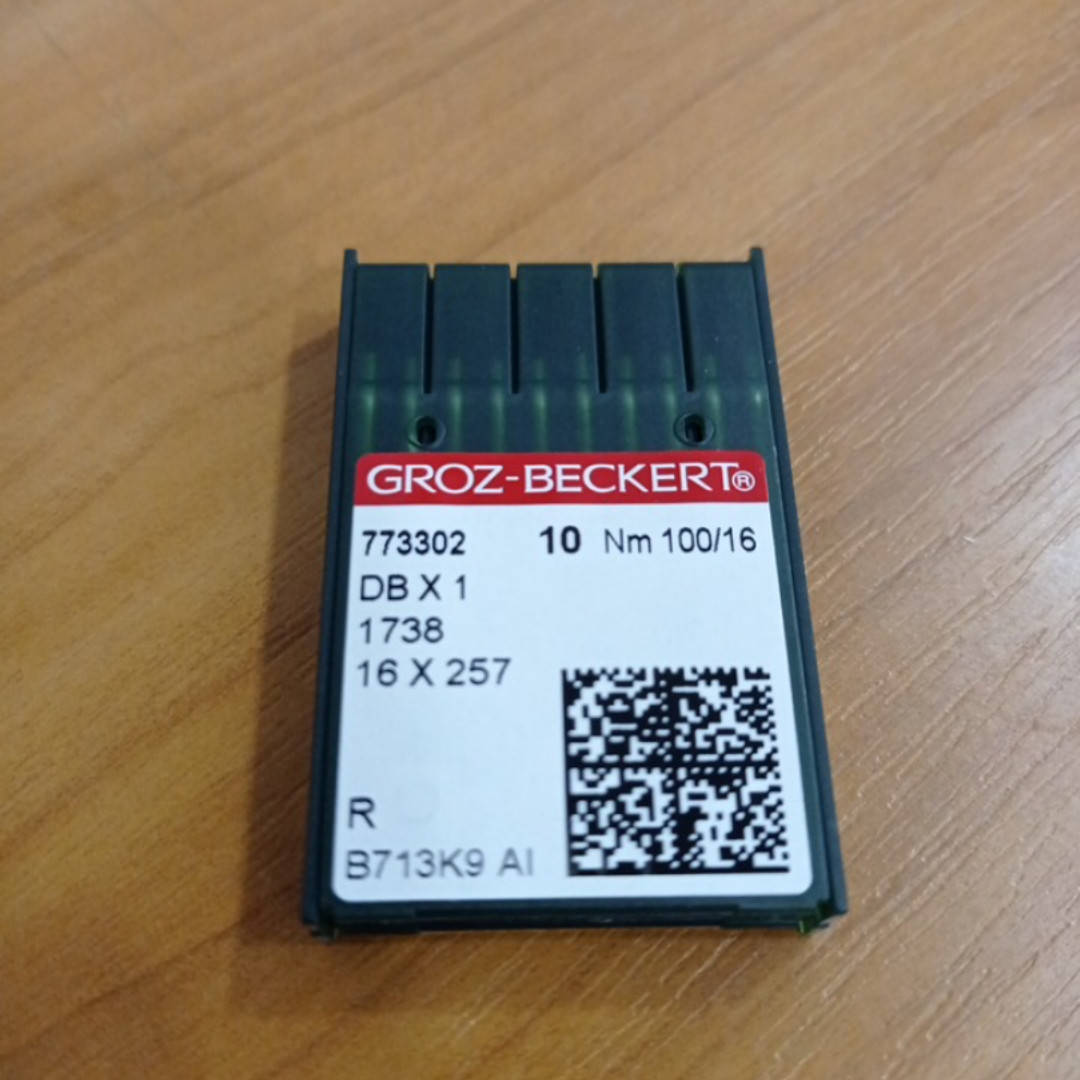 GROZ-BECKERT®
773302 10 Nm 100/16
DB X 1
1738
16 X 257
R
B713K9 AI